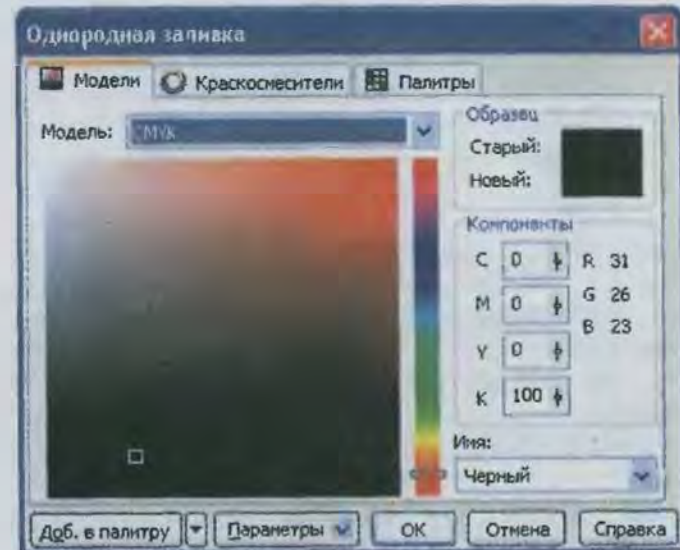 Однородная заливка
Модели Краскосмесители Палитры
Модель: CMYK
Образец
Старый:
Новый:
Компоненты
C 0 R 31
M 0 G 26
B 23
Y 0
K 100
Имя:
Черный
Доб. в палитру Параметры OK Отмена Справка